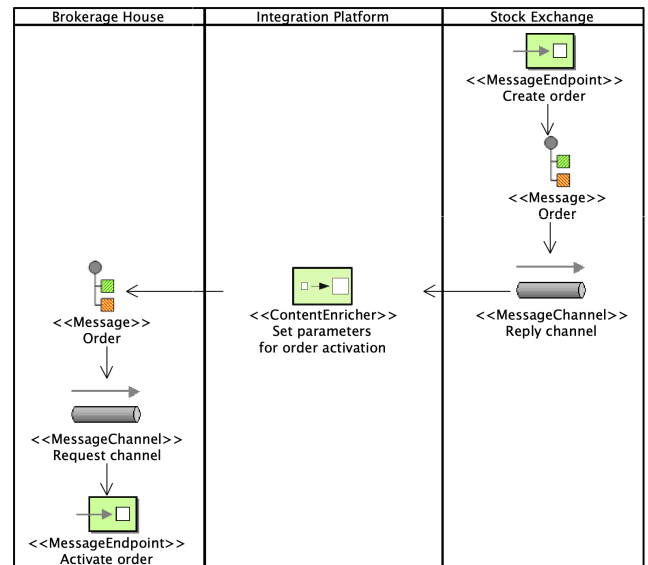 Brokerage House
Integration Platform
Stock Exchange
<<MessageEndpoint>>
Create order
<<Message>>
Order
<<MessageChannel>>
Reply channel
<<ContentEnricher>>
Set parameters
for order activation
<<Message>>
Order
<<MessageChannel>>
Request channel
<<MessageEndpoint>>
Activate order